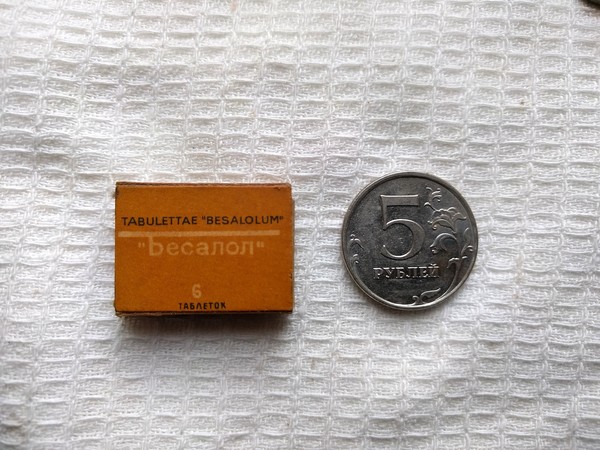 TABULETTAE "BESALOLUM"
"Бесалол"
6
ТАБЛЕТОК
5
РУБЛЕЙ